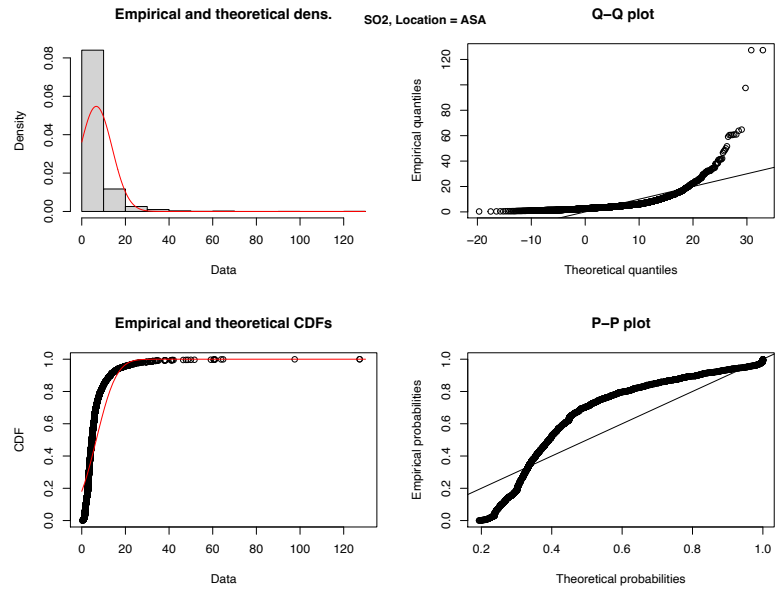 SO2, Location = ASA
Empirical and theoretical dens.
Density
0.00 0.02 0.04 0.06 0.08
0 20 40 60 80 100 120
Data
Q−Q plot
Empirical quantiles
0 20 40 60 80 120
−20 −10 0 10 20 30
Theoretical quantiles
Empirical and theoretical CDFs
CDF
0.0 0.2 0.4 0.6 0.8 1.0
0 20 40 60 80 100 120
Data
P−P plot
Empirical probabilities
0.0 0.2 0.4 0.6 0.8 1.0
0.2 0.4 0.6 0.8 1.0
Theoretical probabilities